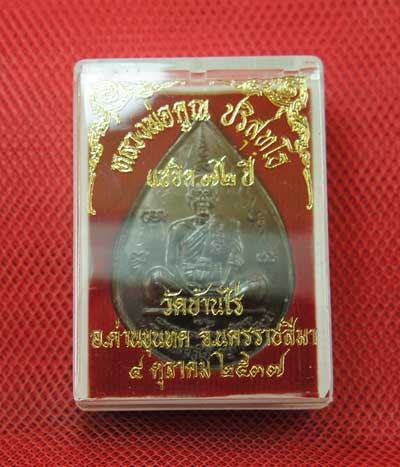 หลวงพ่อคูณ ปริสุทฺโธ
แซยิด ๗๒ ปี
วัดบ้านไร่
อ.ด่านขุนทด จ.นครราชสีมา
๔ ตุลาคม ๒๕๓๗